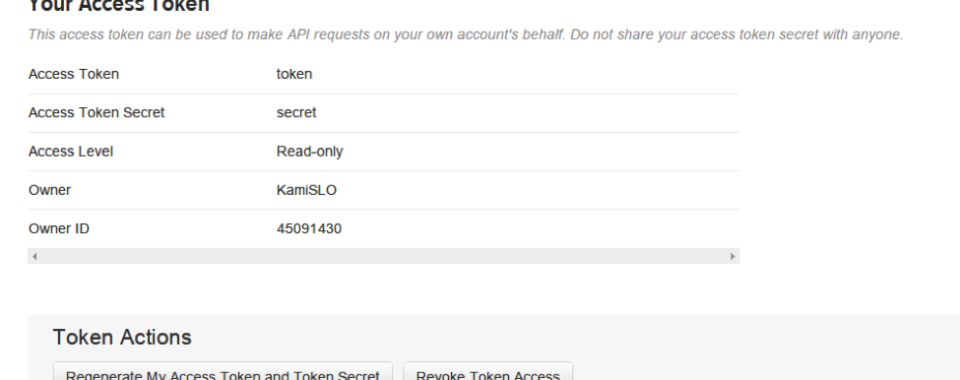 Your Access Token
This access token can be used to make API requests on your own account's behalf. Do not share your access token secret with anyone.
Access Token token
Access Token Secret secret
Access Level Read-only
Owner KamiSLO
Owner ID 45091430
Token Actions
Regenerate My Access Token and Token Secret Revoke Token Access